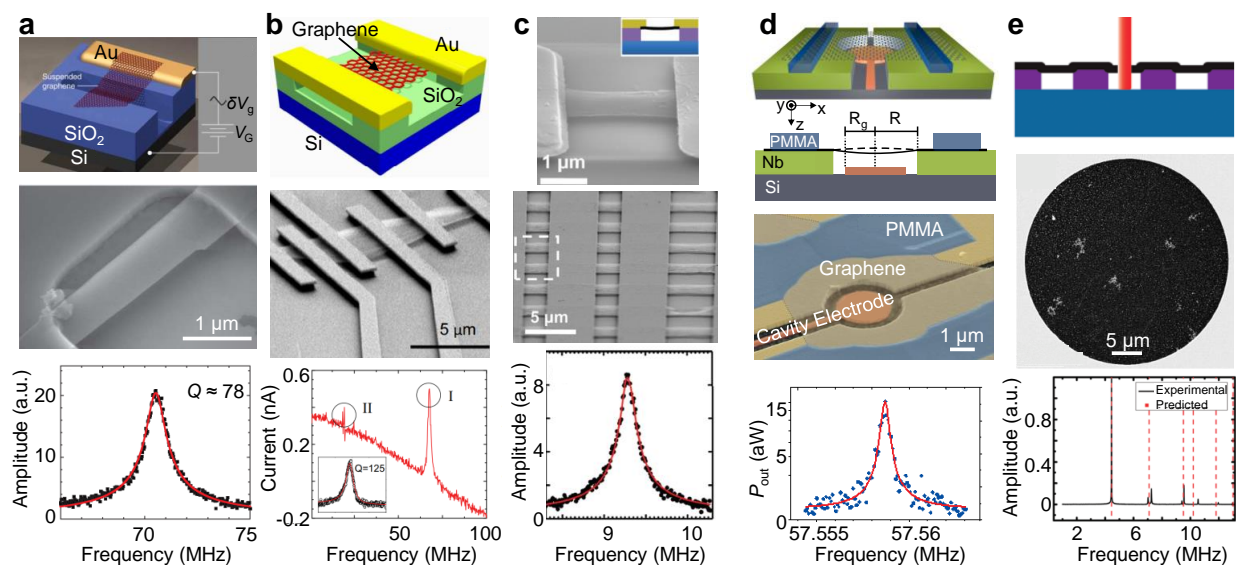 a
Au
Suspended
graphene
SiO2
Si
δVg
VG
1 µm
Amplitude (a.u.)
20
10
0
Q ≈ 78
70
75
Frequency (MHz)
b
Graphene
Au
SiO2
Si
5 µm
Current (nA)
0.6
0.3
0.0
-0.2
II
I
Q=125
50
100
Frequency (MHz)
c
1 µm
5 µm
Amplitude (a.u.)
8
4
0
9
10
Frequency (MHz)
d
y
x
z
Rg
R
PMMA
Nb
Si
PMMA
Graphene
Cavity Electrode
1 µm
Pout (aW)
15
10
5
0
57.555
57.56
Frequency (MHz)
e
5 µm
Amplitude (a.u.)
1.2
0.8
0.4
0
Experimental
Predicted
2
6
10
Frequency (MHz)